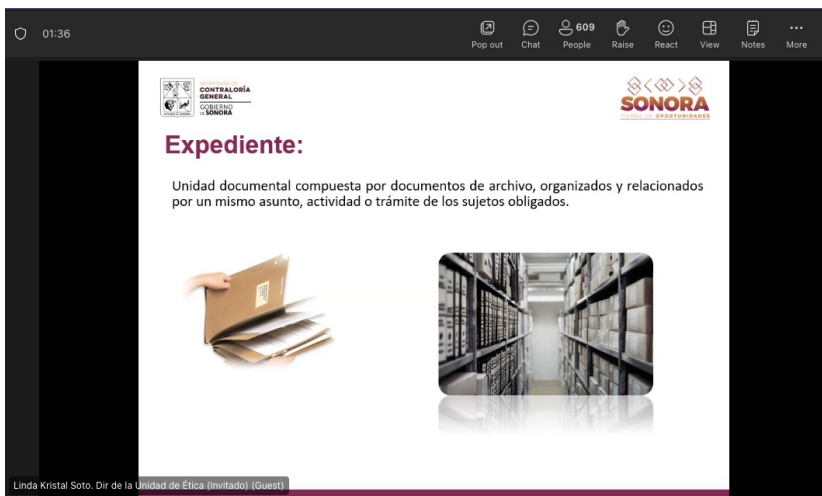 01:36
609
Pop out Chat People Raise React View Notes More
SECRETARÍA DE
CONTRALORÍA
GENERAL
GOBIERNO
DE SONORA
SONORA
TIERRA DE OPORTUNIDADES
Expediente:
Unidad documental compuesta por documentos de archivo, organizados y relacionados
por un mismo asunto, actividad o trámite de los sujetos obligados.
Linda Kristal Soto. Dir de la Unidad de Ética (Invitado) (Guest)